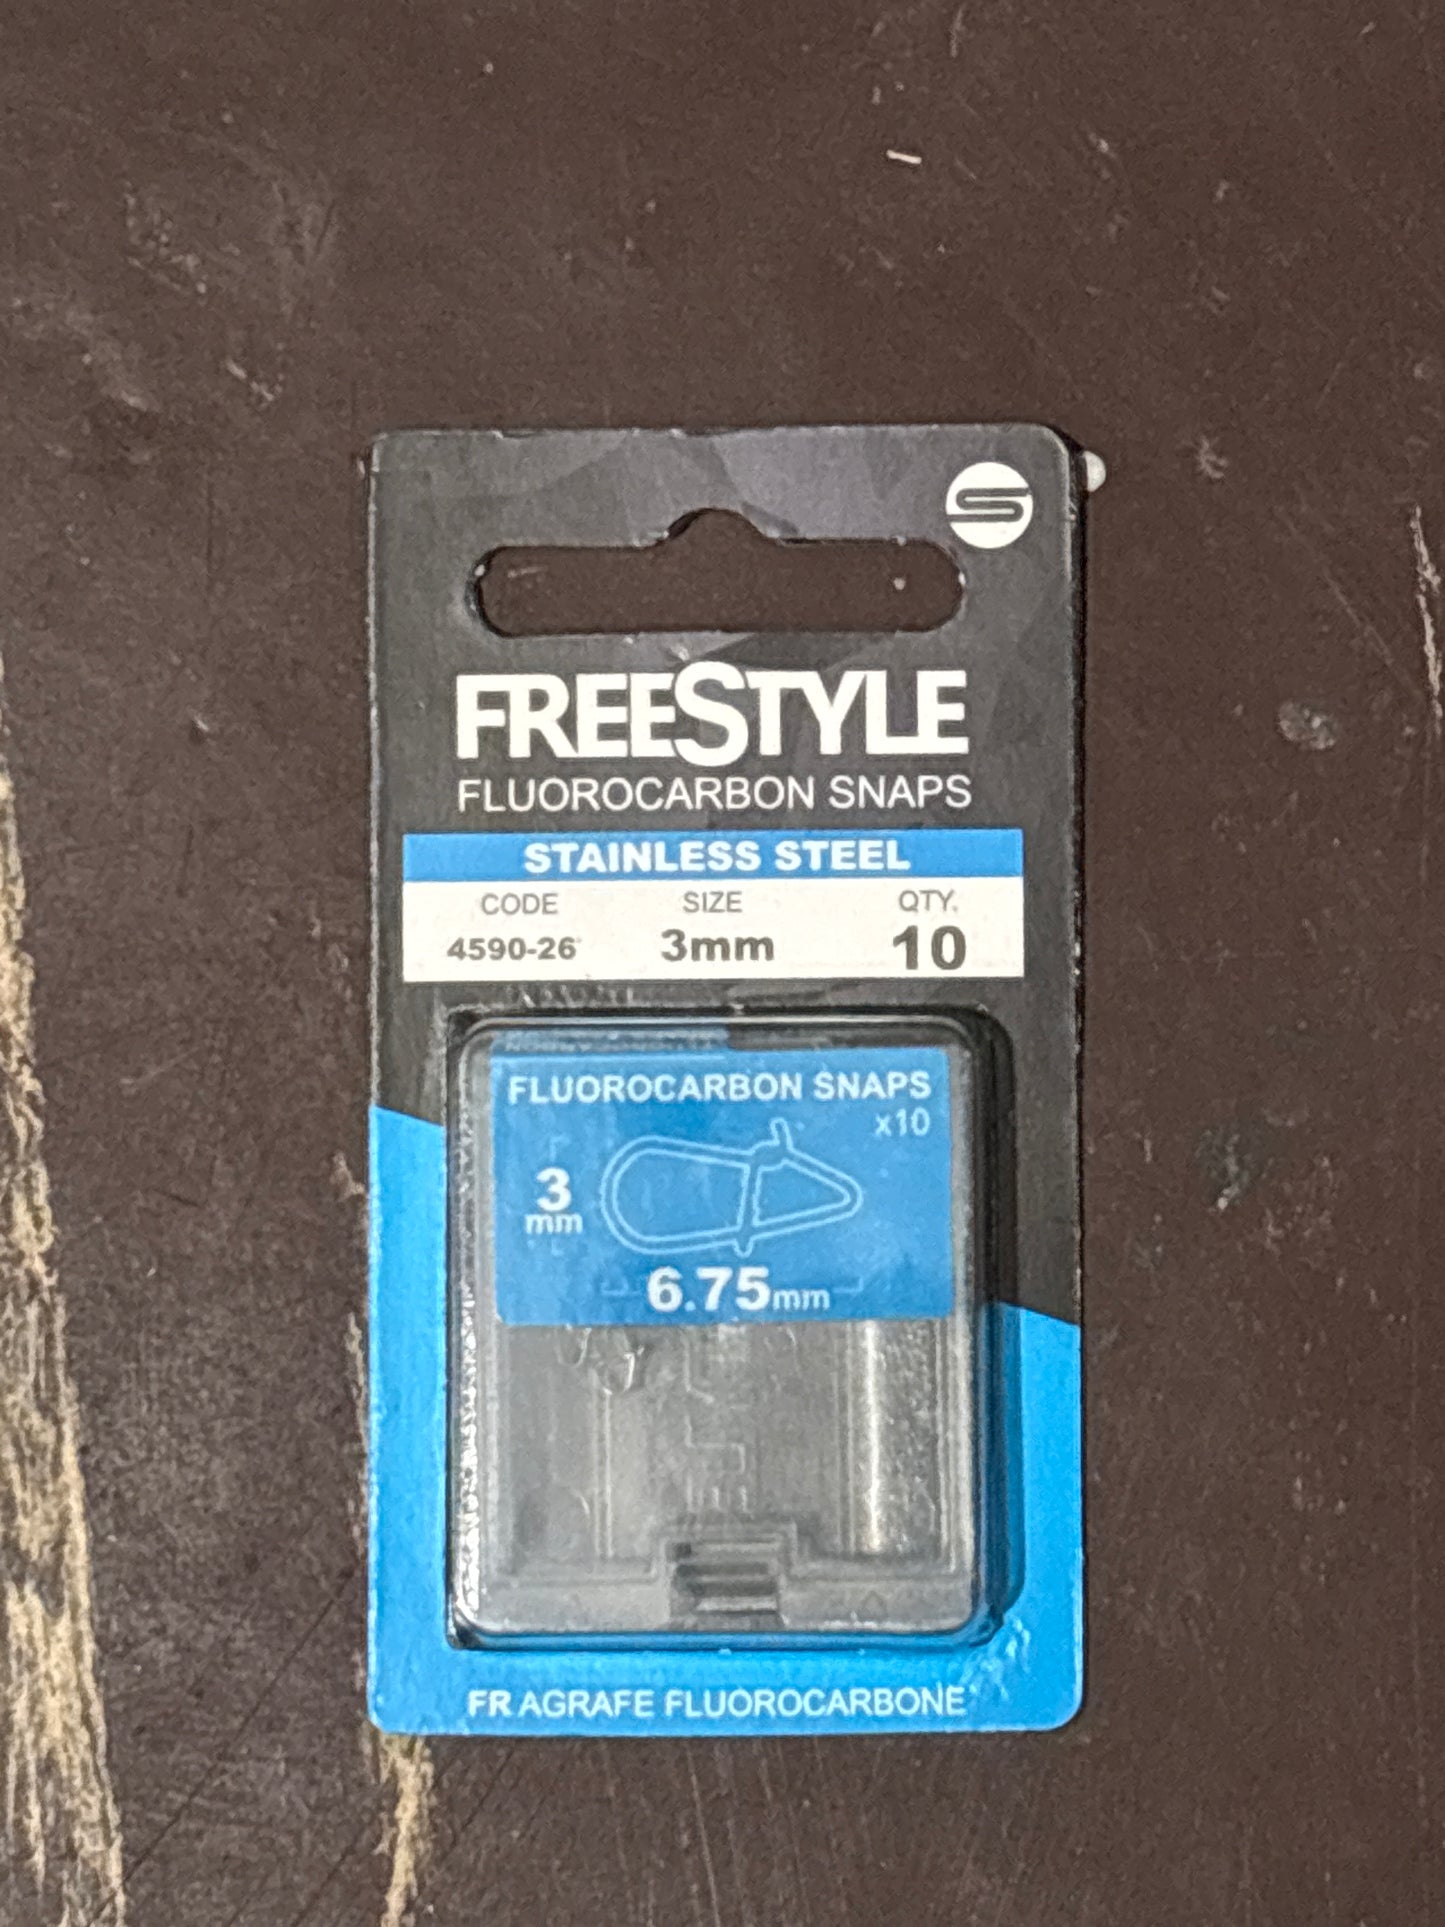 S
FREESTYLE
FLUOROCARBON SNAPS
STAINLESS STEEL
CODE SIZE QTY.
4590-26 3mm 10
FLUOROCARBON SNAPS
x10
3
mm
6.75mm
FR AGRAFE FLUOROCARBONE